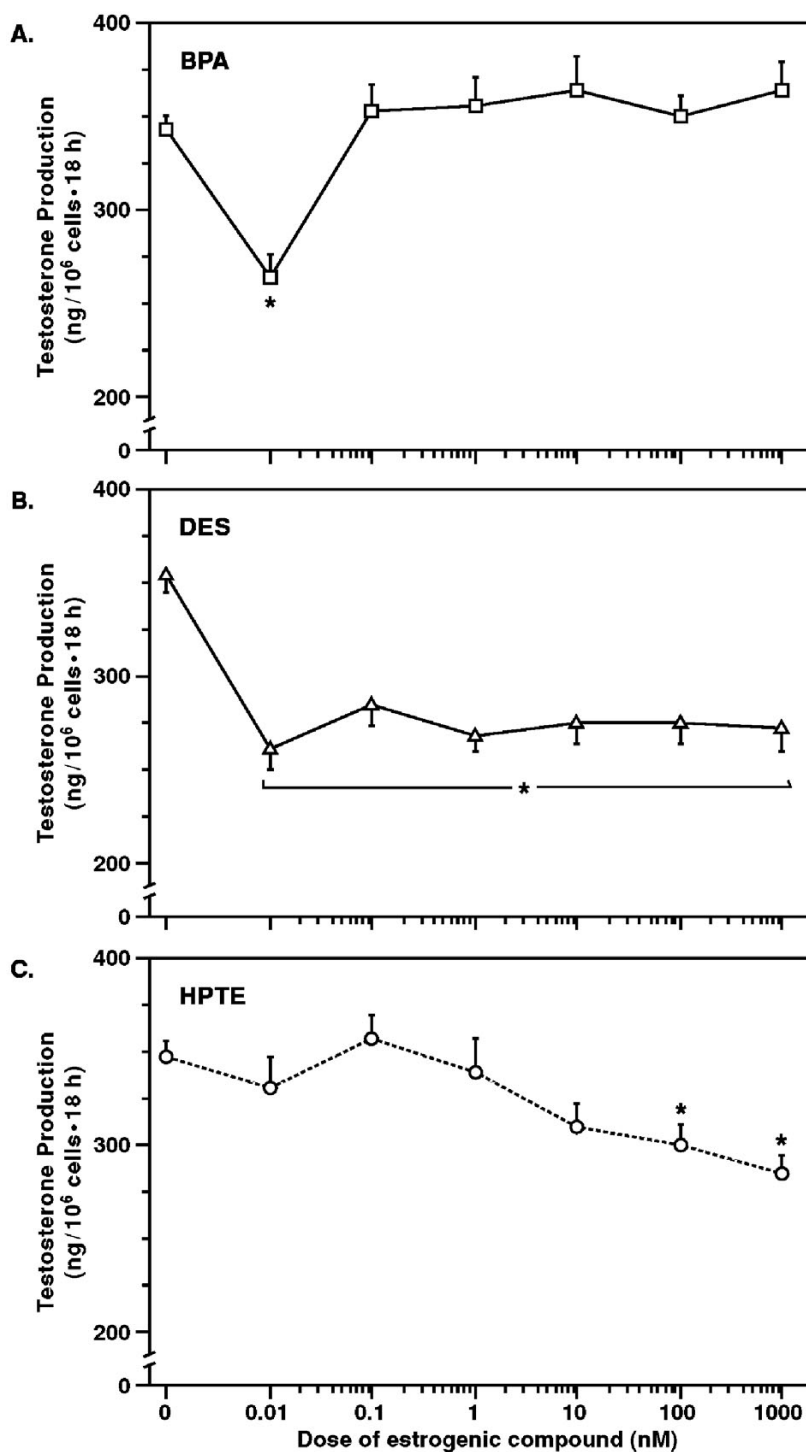 A.
BPA
400
300
200
0
Testosterone Production
(ng/10⁶ cells • 18 h)
*
B.
DES
400
300
200
0
Testosterone Production
(ng/10⁶ cells • 18 h)
*
C.
HPTE
400
300
200
0
Testosterone Production
(ng/10⁶ cells • 18 h)
*
*
0 0.01 0.1 1 10 100 1000
Dose of estrogenic compound (nM)